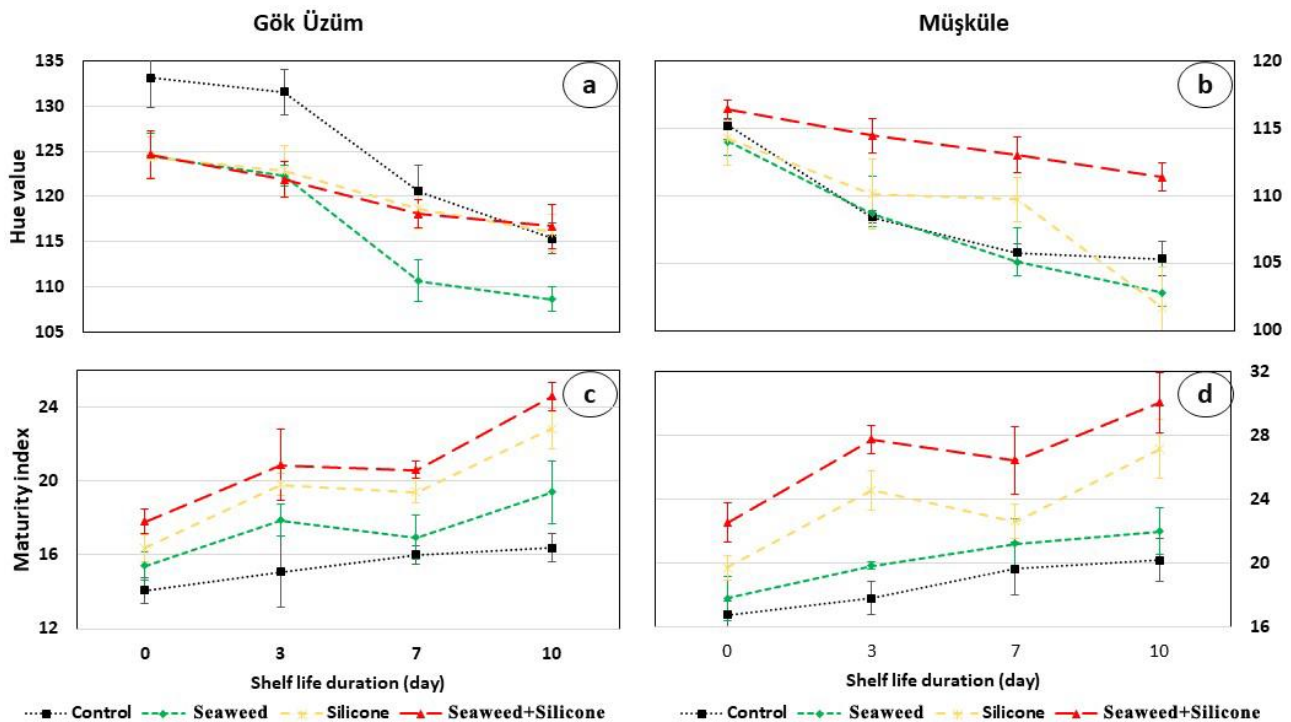 Gök Üzüm
Müşküle
Hue value
135
130
125
120
115
110
105
a
b
120
115
110
105
100
Maturity index
24
20
16
12
c
d
32
28
24
20
16
0 3 7 10
0 3 7 10
Shelf life duration (day)
Shelf life duration (day)
Control Seaweed Silicone Seaweed+Silicone
Control Seaweed Silicone Seaweed+Silicone